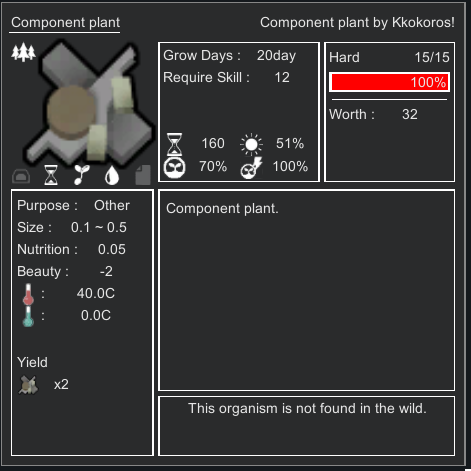 Component plant
Component plant by Kkokoros!
Grow Days : 20day
Require Skill : 12
160 51%
70% 100%
Hard 15/15
100%
Worth : 32
Purpose : Other
Size : 0.1 ~ 0.5
Nutrition : 0.05
Beauty : -2
: 40.0C
: 0.0C
Yield
x2
Component plant.
This organism is not found in the wild.